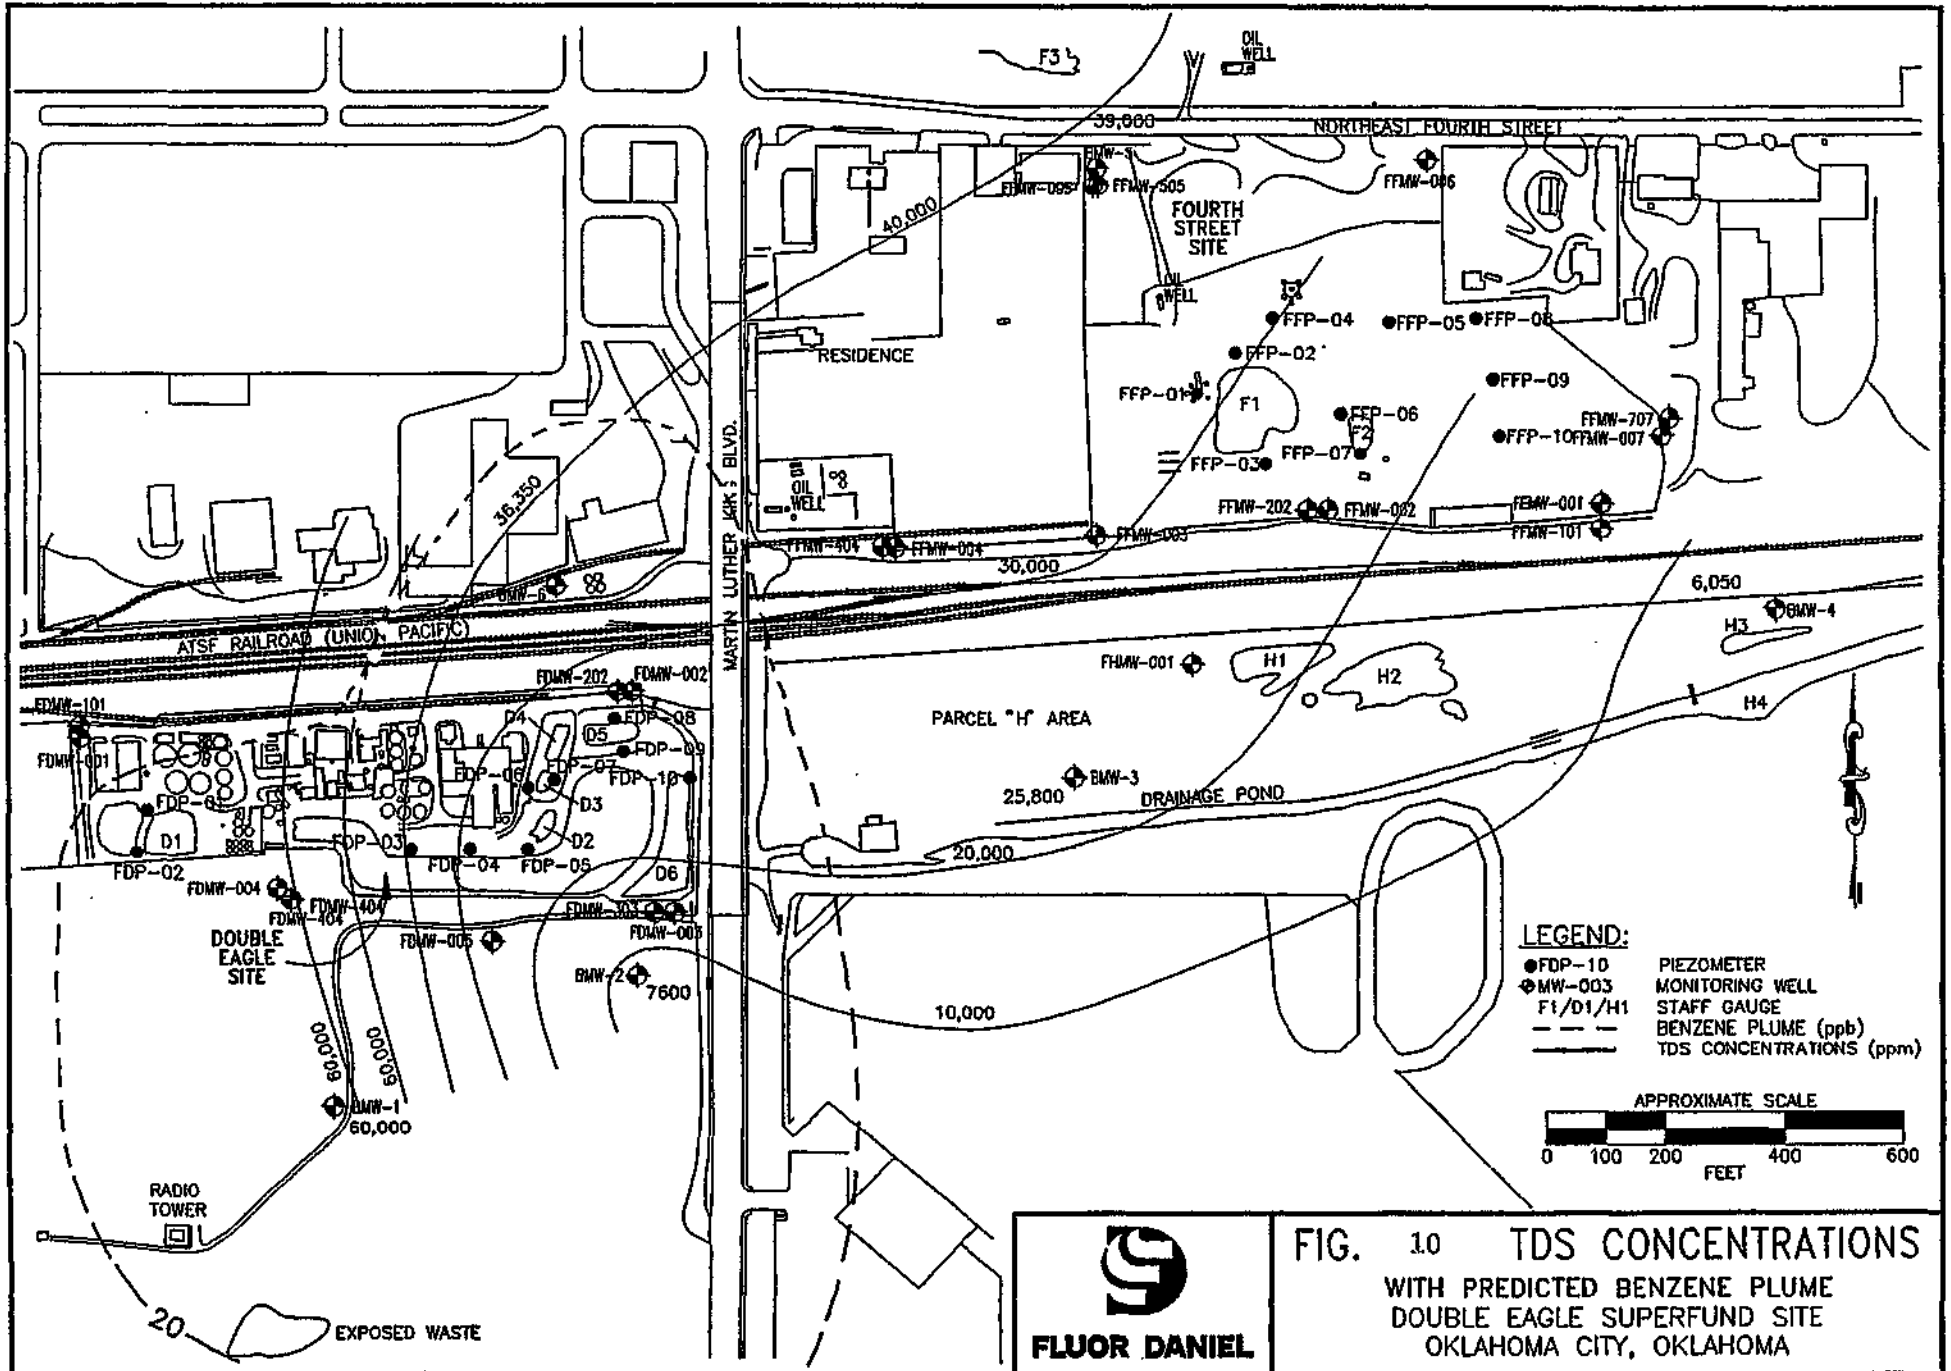 OIL
WELL
F3
39,000
NORTHEAST FOURTH STREET
BMW-5
FFMW-505
FFMW-006
FOURTH
STREET
SITE
40,000
OIL
WELL
FFP-04
FFP-05
FFP-08
RESIDENCE
FFP-02
FFP-01
F1
FFP-09
FFP-06
F2
FFMW-707
FFP-10
FFMW-007
FFP-03
FFP-07
36,350
OIL
WELL
MARTIN LUTHER KING BLVD.
FFMW-202
FFMW-002
FFMW-001
FFMW-101
FFMW-404
FFMW-004
FFMW-003
30,000
6,050
BMW-6
BMW-4
ATSF RAILROAD (UNION PACIFIC)
H3
FHMW-001
H1
H2
H4
FDMW-202
FDMW-002
FDMW-101
FDMW-001
D4
D5
FDP-08
FDP-09
PARCEL "H" AREA
FDP-06
FDP-07
FDP-10
D3
BMW-3
25,800
DRAINAGE POND
FDP-01
D1
FDP-02
FDP-03
FDP-04
FDP-05
D2
D6
20,000
FDMW-004
FDMW-404
FDMW-404
FDMW-303
FDMW-003
FDMW-005
DOUBLE
EAGLE
SITE
BMW-2
7600
10,000
60,000
60,000
BMW-1
60,000
LEGEND:
FDP-10 PIEZOMETER
MW-003 MONITORING WELL
F1/D1/H1 STAFF GAUGE
BENZENE PLUME (ppb)
TDS CONCENTRATIONS (ppm)
APPROXIMATE SCALE
0 100 200 400 600
FEET
RADIO
TOWER
20
EXPOSED WASTE
FLUOR DANIEL
FIG. 10 TDS CONCENTRATIONS
WITH PREDICTED BENZENE PLUME
DOUBLE EAGLE SUPERFUND SITE
OKLAHOMA CITY, OKLAHOMA